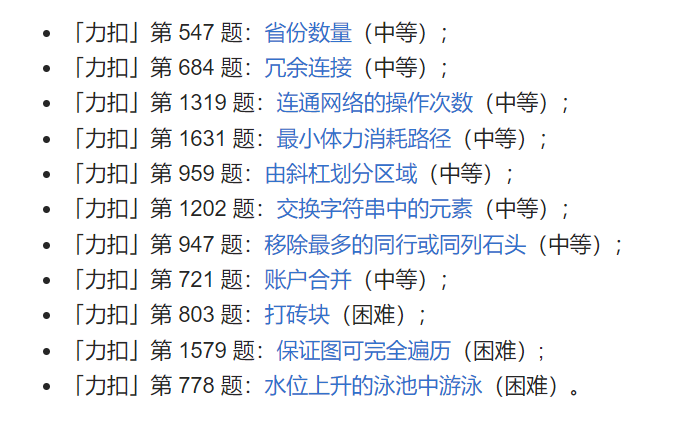 • 「力扣」第 547 题：省份数量（中等）；
• 「力扣」第 684 题：冗余连接（中等）；
• 「力扣」第 1319 题：连通网络的操作次数（中等）；
• 「力扣」第 1631 题：最小体力消耗路径（中等）；
• 「力扣」第 959 题：由斜杠划分区域（中等）；
• 「力扣」第 1202 题：交换字符串中的元素（中等）；
• 「力扣」第 947 题：移除最多的同行或同列石头（中等）；
• 「力扣」第 721 题：账户合并（中等）；
• 「力扣」第 803 题：打砖块（困难）；
• 「力扣」第 1579 题：保证图可完全遍历（困难）;
• 「力扣」第 778 题：水位上升的泳池中游泳（困难）。